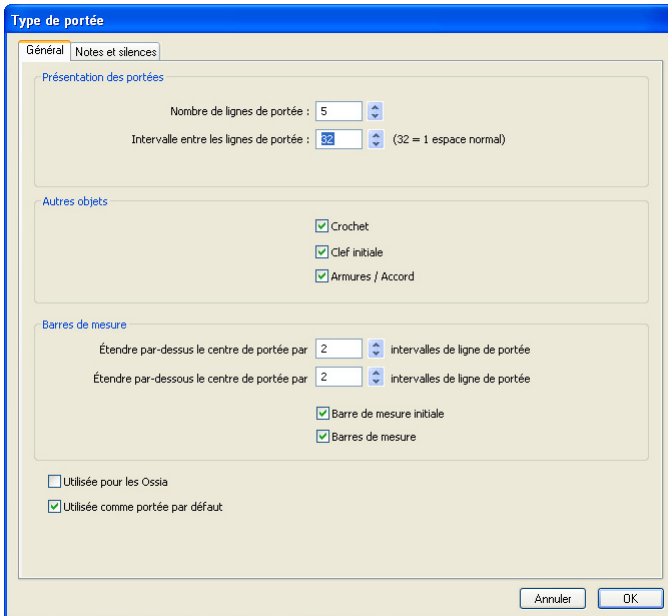 Type de portée
Général Notes et silences
Présentation des portées
Nombre de lignes de portée : 5
Intervalle entre les lignes de portée : 32 (32 = 1 espace normal)
Autres objets
Crochet
Clef initiale
Armures / Accord
Barres de mesure
Étendre par-dessus le centre de portée par 2 intervalles de ligne de portée
Étendre par-dessous le centre de portée par 2 intervalles de ligne de portée
Barre de mesure initiale
Barres de mesure
Utilisée pour les Ossia
Utilisée comme portée par défaut
Annuler OK